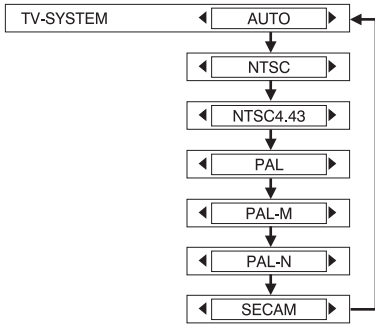 TV-SYSTEM AUTO
NTSC
NTSC4.43
PAL
PAL-M
PAL-N
SECAM